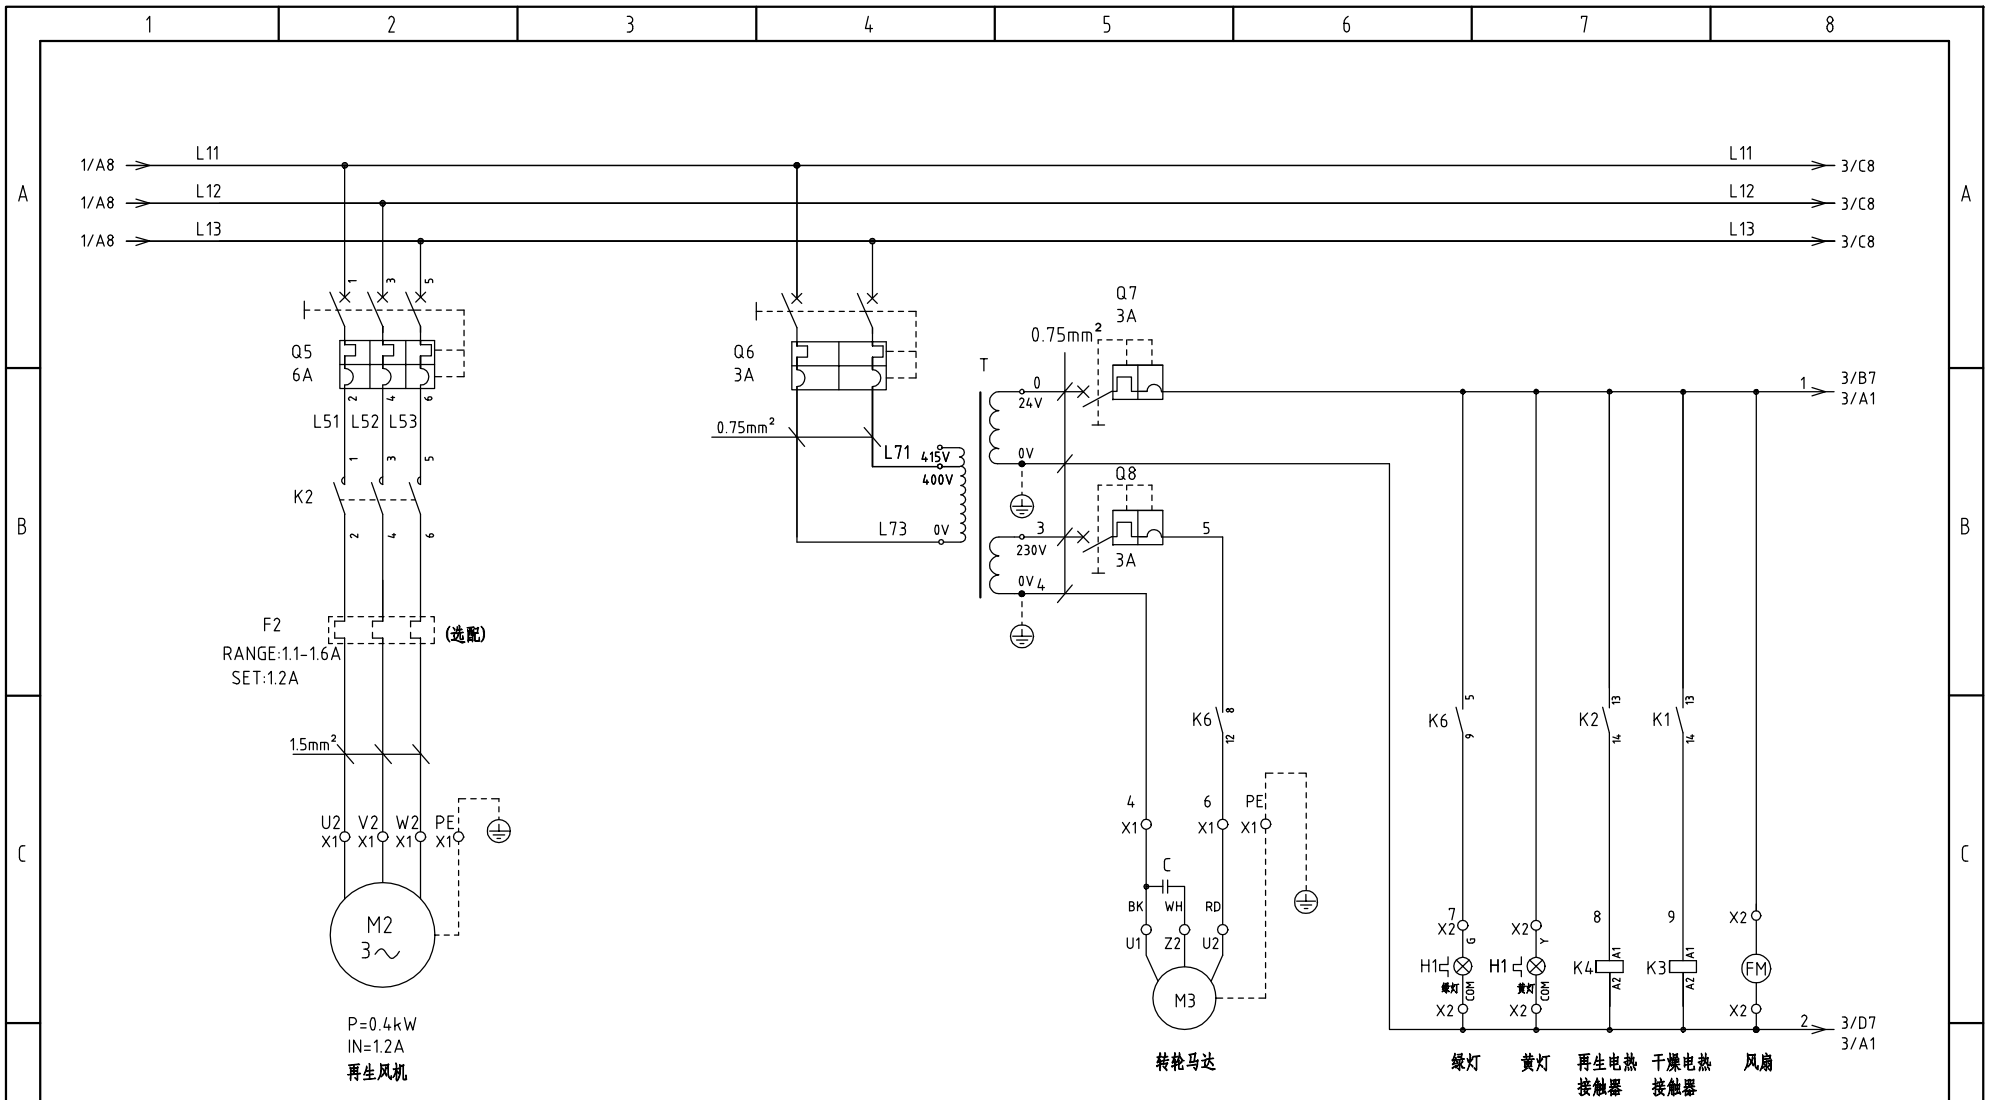 1 2 3 4 5 6 7 8
A A
1/A8 L11 L11 3/C8
1/A8 L12 L12 3/C8
1/A8 L13 L13 3/C8
1 3 5
Q5
6A
2 4 6
L51 L52 L53
1 3 5
K2
2 4 6
F2
(选配)
RANGE:1.1-1.6A
SET:1.2A
1.5mm²
U2 V2 W2 PE
X1 X1 X1 X1
M2
3～
P=0.4kW
IN=1.2A
再生风机
Q6
3A
0.75mm²
L71 415V
400V
L73 0V
T
0.75mm²
Q7
3A
0
24V
0V
Q8
3
230V
3A
5
0V 4
1 3/B7
3/A1
B B
K6 8
12
4 6 PE
X1 X1 X1
C
BK WH RD
U1 Z2 U2
M3
转轮马达
K6 5
9
K2 13
14
K1 13
14
C C
7
X2 G
H1
绿灯 COM
X2
绿灯
X2 Y
H1
黄灯 COM
X2
黄灯
8
K4 A1
A2
再生电热
接触器
9
K3 A1
A2
干燥电热
接触器
X2
FM
X2
风扇
2 3/D7
3/A1